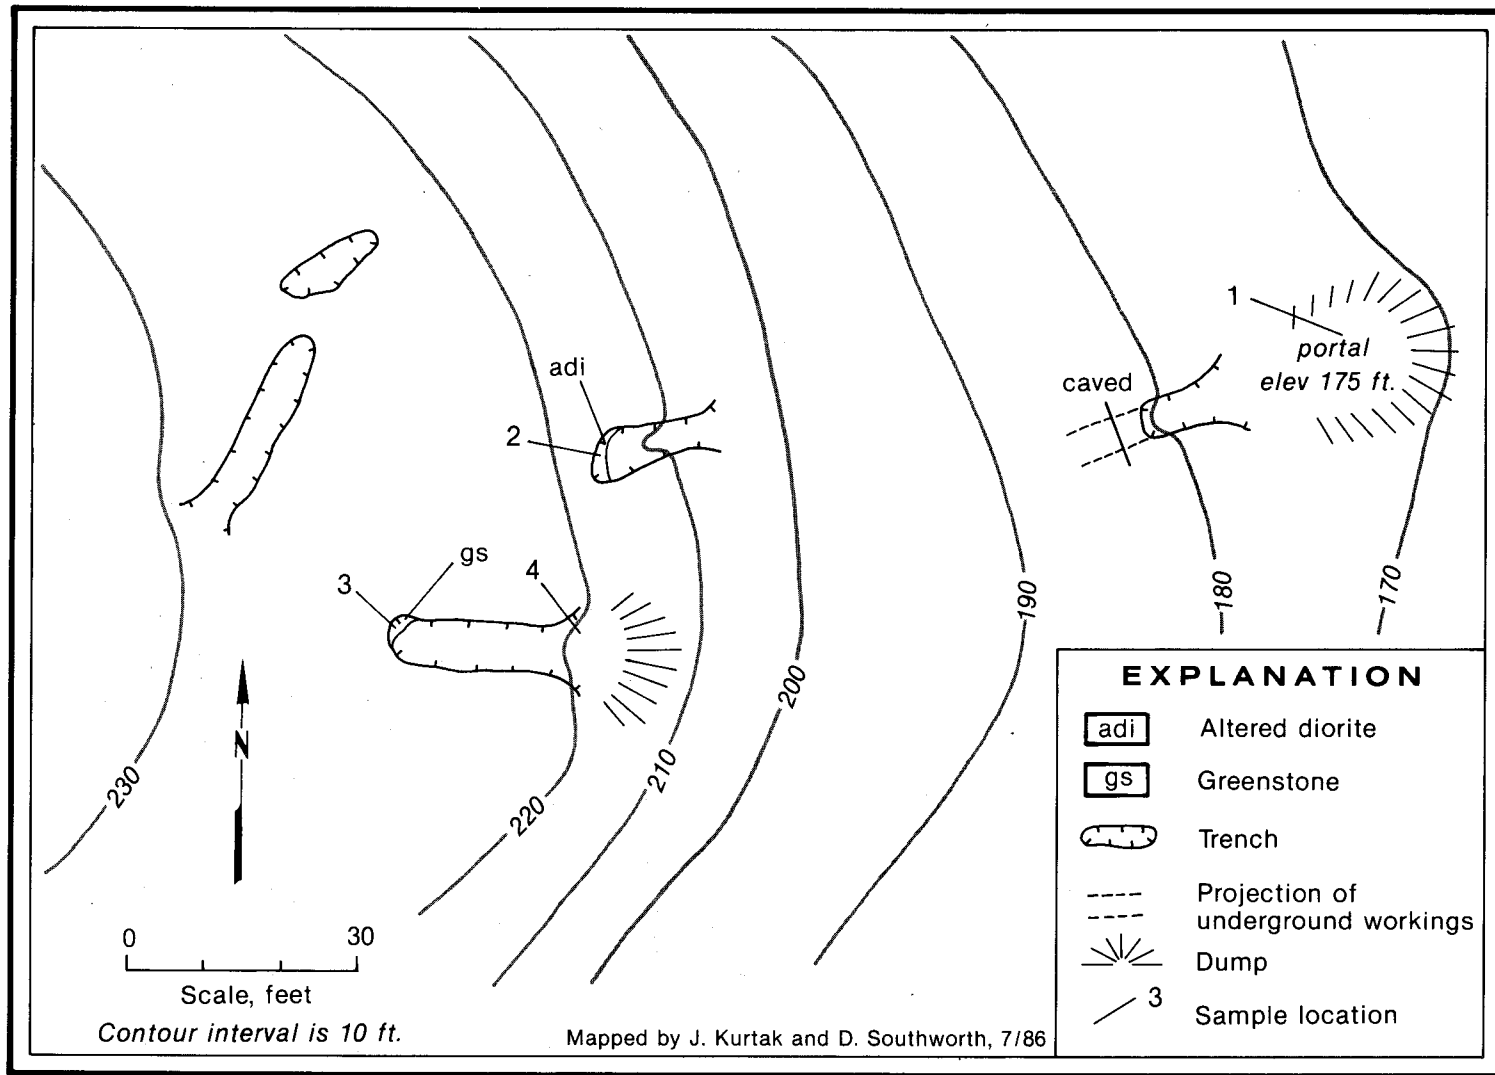 1
portal
elev 175 ft.
adi
caved
2
gs
3
4
190
180
170
200
N
210
230
220
EXPLANATION
adi Altered diorite
gs Greenstone
Trench
Projection of
underground workings
Dump
3 Sample location
0 30
Scale, feet
Contour interval is 10 ft.
Mapped by J. Kurtak and D. Southworth, 7/86